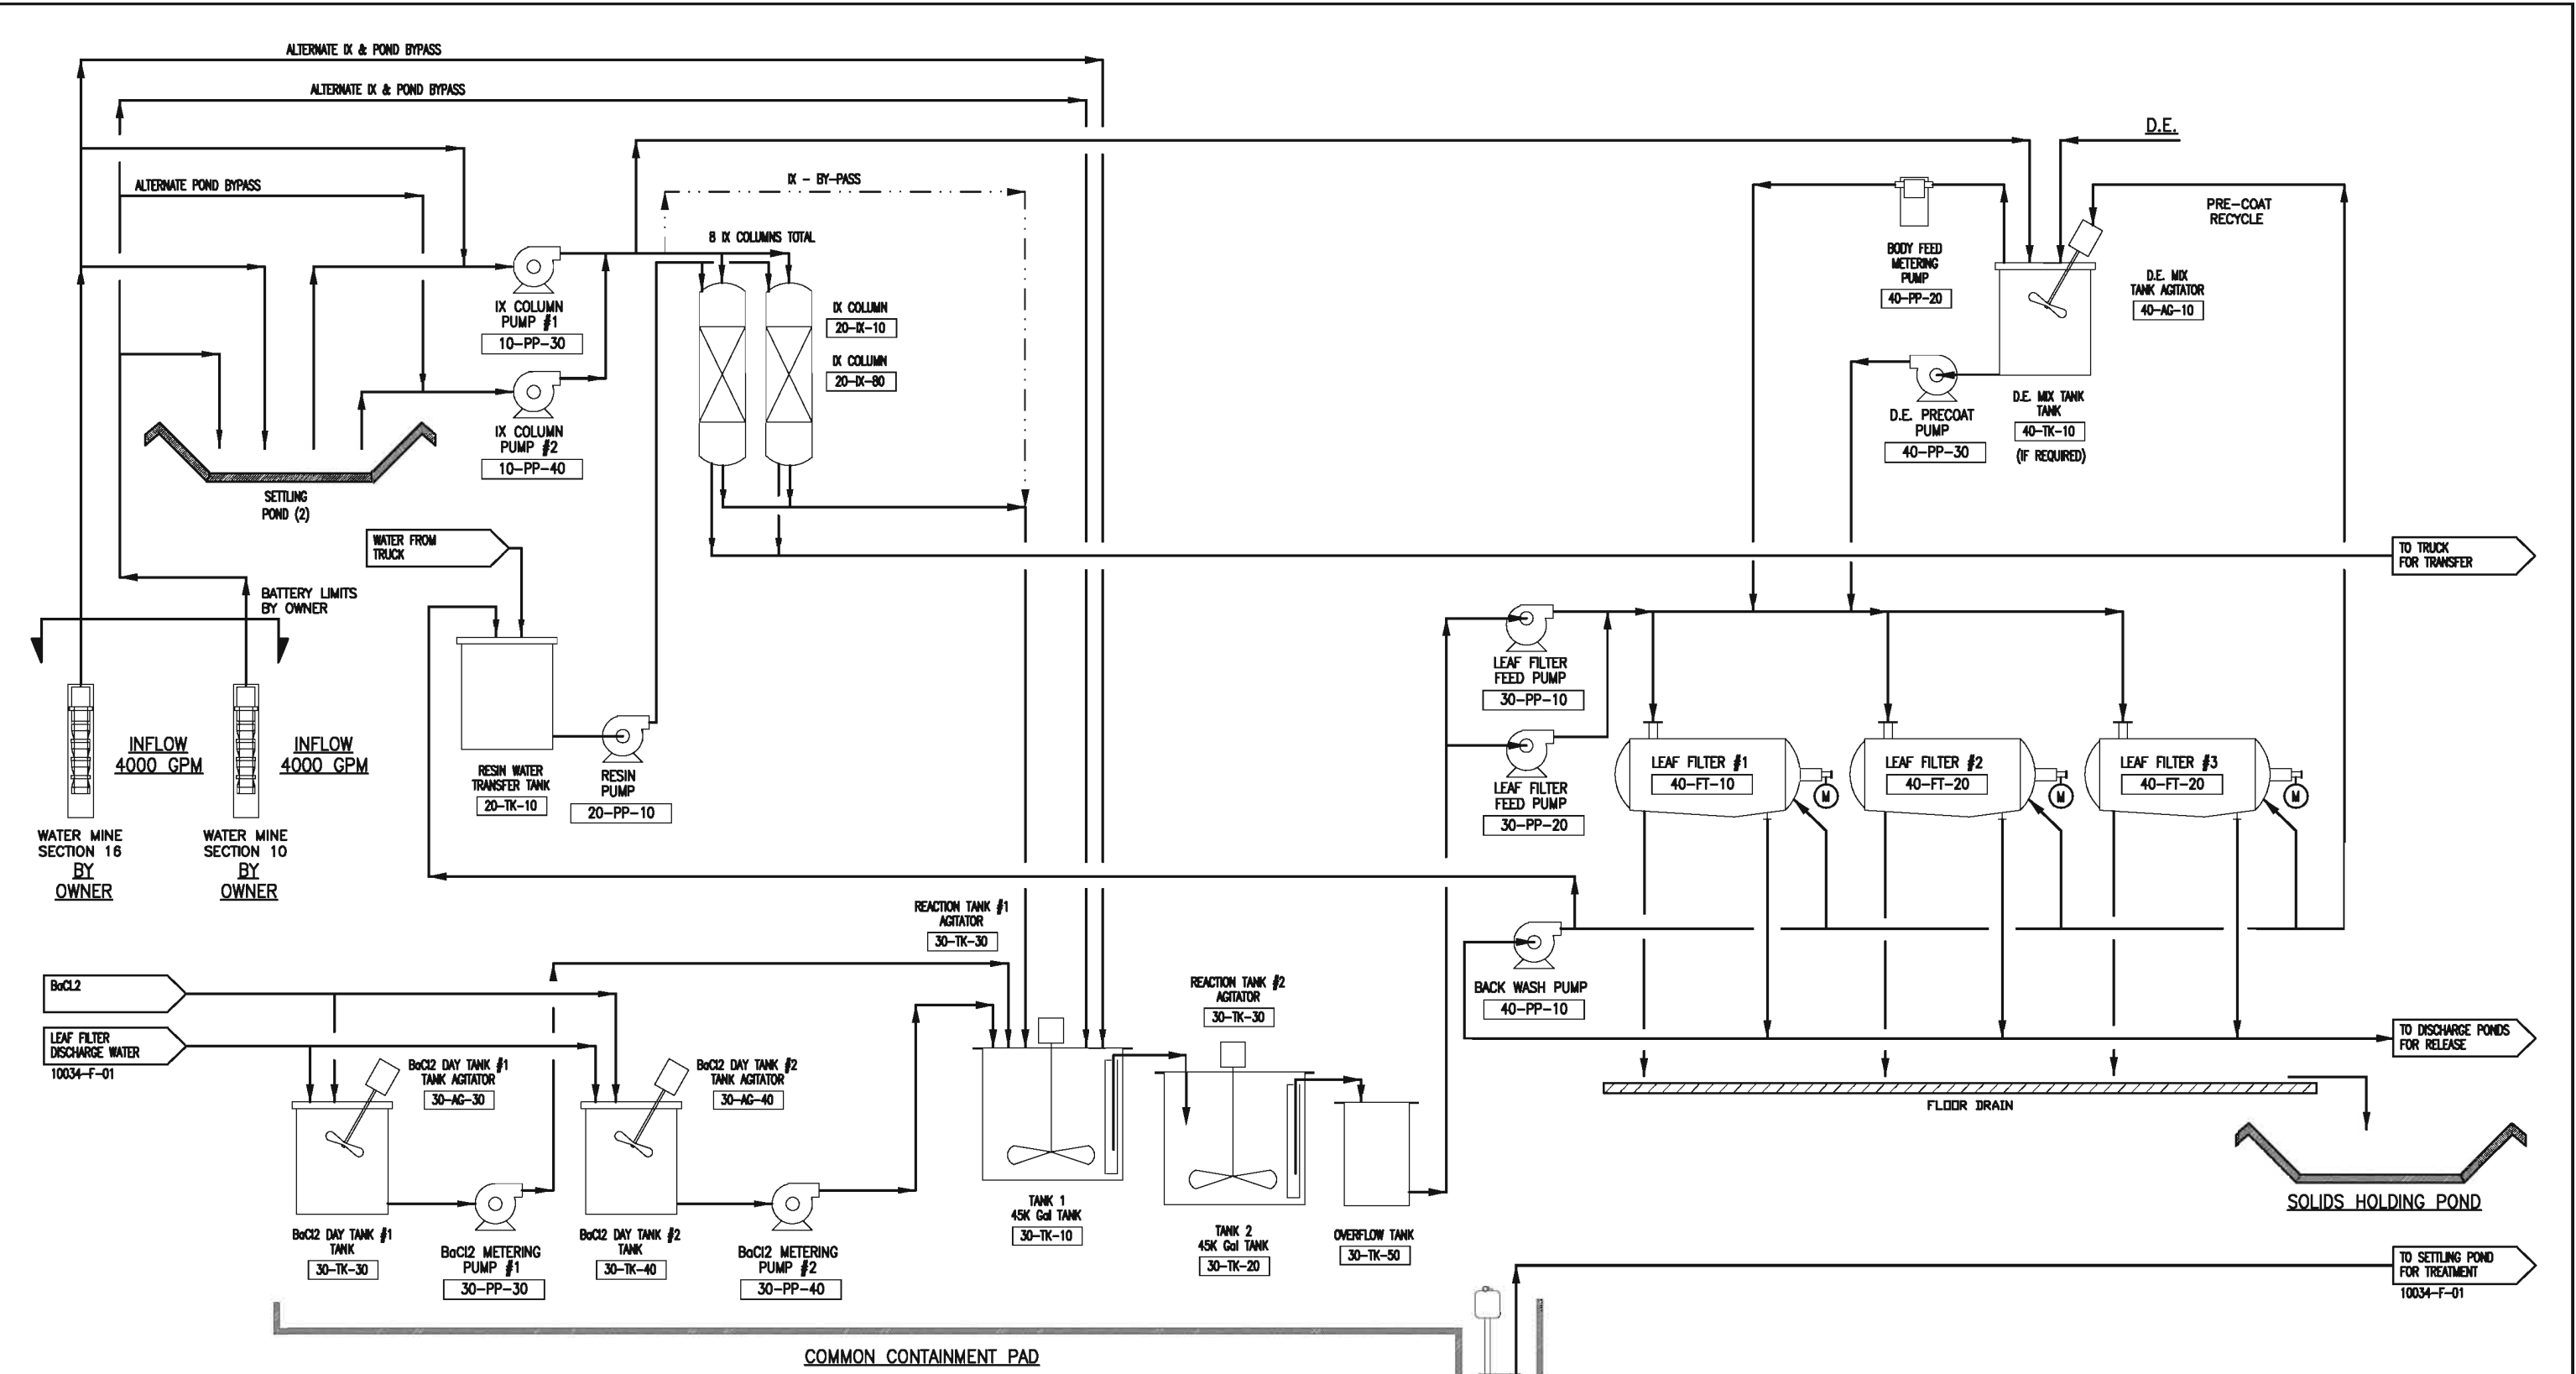 ALTERNATE IX & POND BYPASS
ALTERNATE IX & POND BYPASS
ALTERNATE POND BYPASS
IX - BY-PASS
8 IX COLUMNS TOTAL
IX COLUMN
PUMP #1
10-PP-30
IX COLUMN
PUMP #2
10-PP-40
IX COLUMN
20-IX-10
IX COLUMN
20-IX-80
SETTLING
POND (2)
D.E.
PRE-COAT
RECYCLE
BODY FEED
METERING
PUMP
40-PP-20
D.E. MIX
TANK AGITATOR
40-AG-10
D.E. PRECOAT
PUMP
40-PP-30
D.E. MIX TANK
TANK
40-TK-10
(IF REQUIRED)
WATER FROM
TRUCK
TO TRUCK
FOR TRANSFER
BATTERY LIMITS
BY OWNER
INFLOW
4000 GPM
INFLOW
4000 GPM
WATER MINE
SECTION 16
BY
OWNER
WATER MINE
SECTION 10
BY
OWNER
RESIN WATER
TRANSFER TANK
20-TK-10
RESIN
PUMP
20-PP-10
LEAF FILTER
FEED PUMP
30-PP-10
LEAF FILTER
FEED PUMP
30-PP-20
LEAF FILTER #1
40-FT-10
M
LEAF FILTER #2
40-FT-20
M
LEAF FILTER #3
40-FT-20
M
BACK WASH PUMP
40-PP-10
REACTION TANK #1
AGITATOR
30-TK-30
REACTION TANK #2
AGITATOR
30-TK-30
BaCL2
LEAF FILTER
DISCHARGE WATER
10034-F-01
BaCl2 DAY TANK #1
TANK AGITATOR
30-AG-30
BaCl2 DAY TANK #2
TANK AGITATOR
30-AG-40
BaCl2 DAY TANK #1
TANK
30-TK-30
BaCl2 METERING
PUMP #1
30-PP-30
BaCl2 DAY TANK #2
TANK
30-TK-40
BaCl2 METERING
PUMP #2
30-PP-40
TANK 1
45K Gal TANK
30-TK-10
TANK 2
45K Gal TANK
30-TK-20
OVERFLOW TANK
30-TK-50
TO DISCHARGE PONDS
FOR RELEASE
FLOOR DRAIN
SOLIDS HOLDING POND
TO SETTLING POND
FOR TREATMENT
10034-F-01
COMMON CONTAINMENT PAD